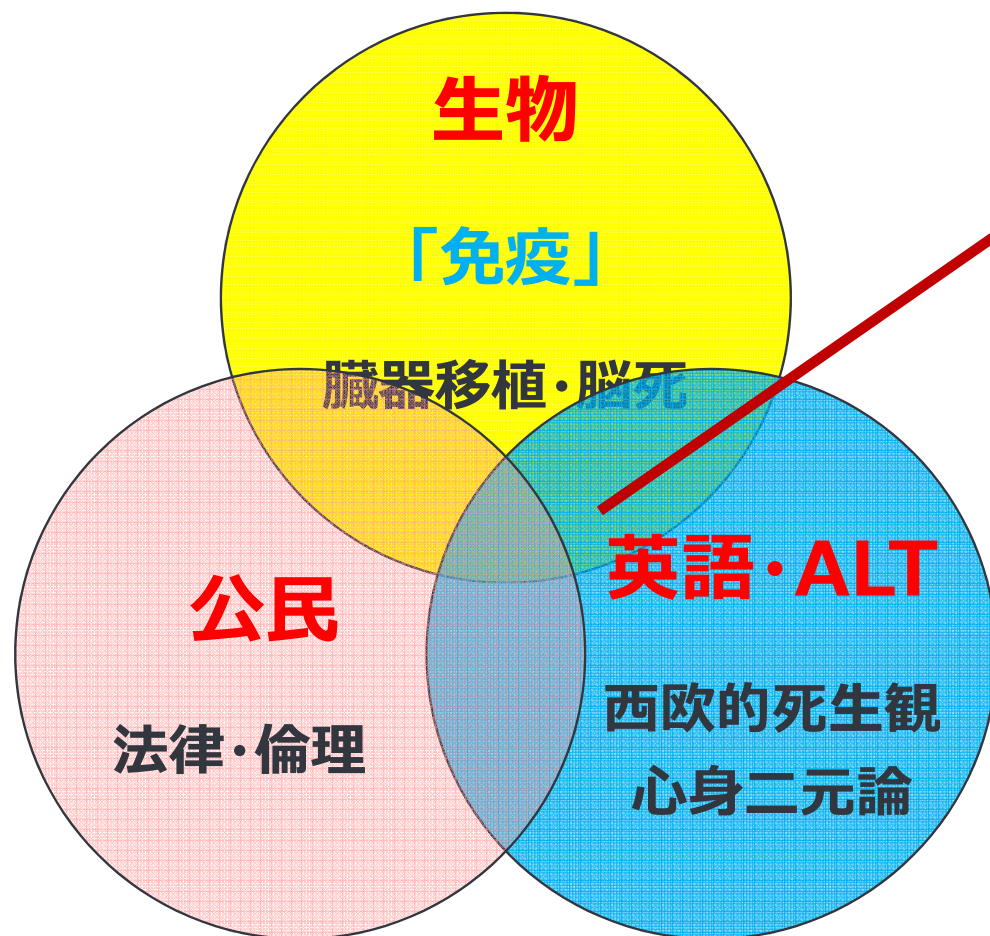 生物
「免疫」
臓器移植・脳死
公民
法律・倫理
英語・ALT
西欧的死生観
心身二元論